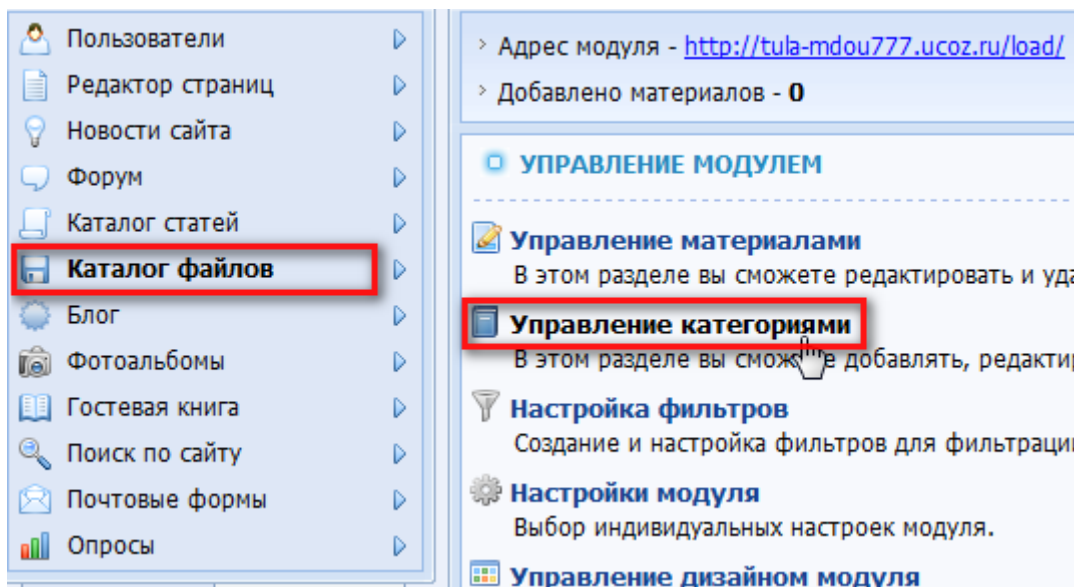 Пользователи
Редактор страниц
Новости сайта
Форум
Каталог статей
Каталог файлов
Блог
Фотоальбомы
Гостевая книга
Поиск по сайту
Почтовые формы
Опросы
Адрес модуля - http://tula-mdou777.ucoz.ru/load/
Добавлено материалов - 0
УПРАВЛЕНИЕ МОДУЛЕМ
Управление материалами
В этом разделе вы сможете редактировать и уда
Управление категориями
В этом разделе вы добавлять, редакти
Настройка фильтров
Создание и настройка фильтров для фильтраци
Настройки модуля
Выбор индивидуальных настроек модуля.
Управление дизайном модуля